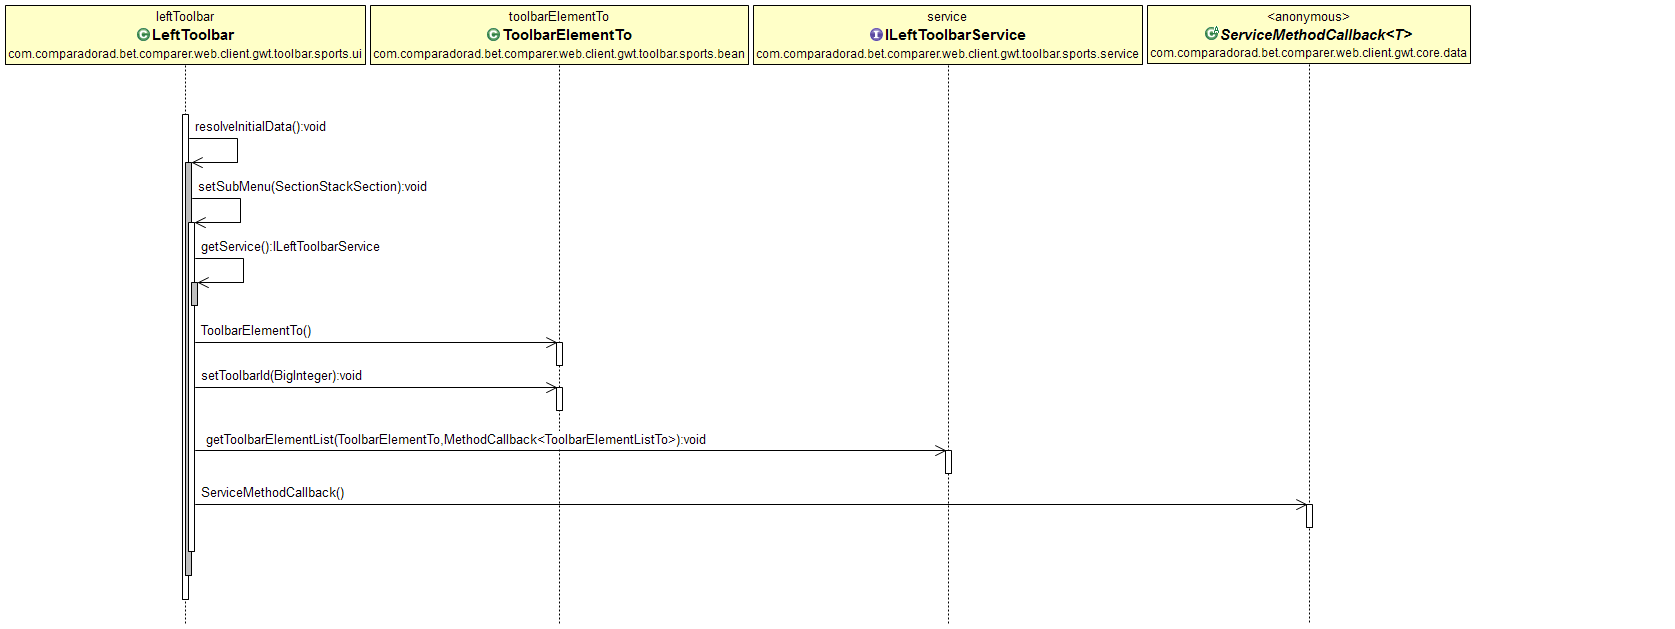 leftToolbar
LeftToolbar
com.comparadorad.bet.comparer.web.client.gwt.toolbar.sports.ui
toolbarElementTo
ToolbarElementTo
com.comparadorad.bet.comparer.web.client.gwt.toolbar.sports.bean
service
ILeftToolbarService
com.comparadorad.bet.comparer.web.client.gwt.toolbar.sports.service
<anonymous>
ServiceMethodCallback<T>
com.comparadorad.bet.comparer.web.client.gwt.core.data
resolveInitialData():void
setSubMenu(SectionStackSection):void
getService():ILeftToolbarService
ToolbarElementTo()
setToolbarId(BigInteger):void
getToolbarElementList(ToolbarElementTo,MethodCallback<ToolbarElementListTo>):void
ServiceMethodCallback()